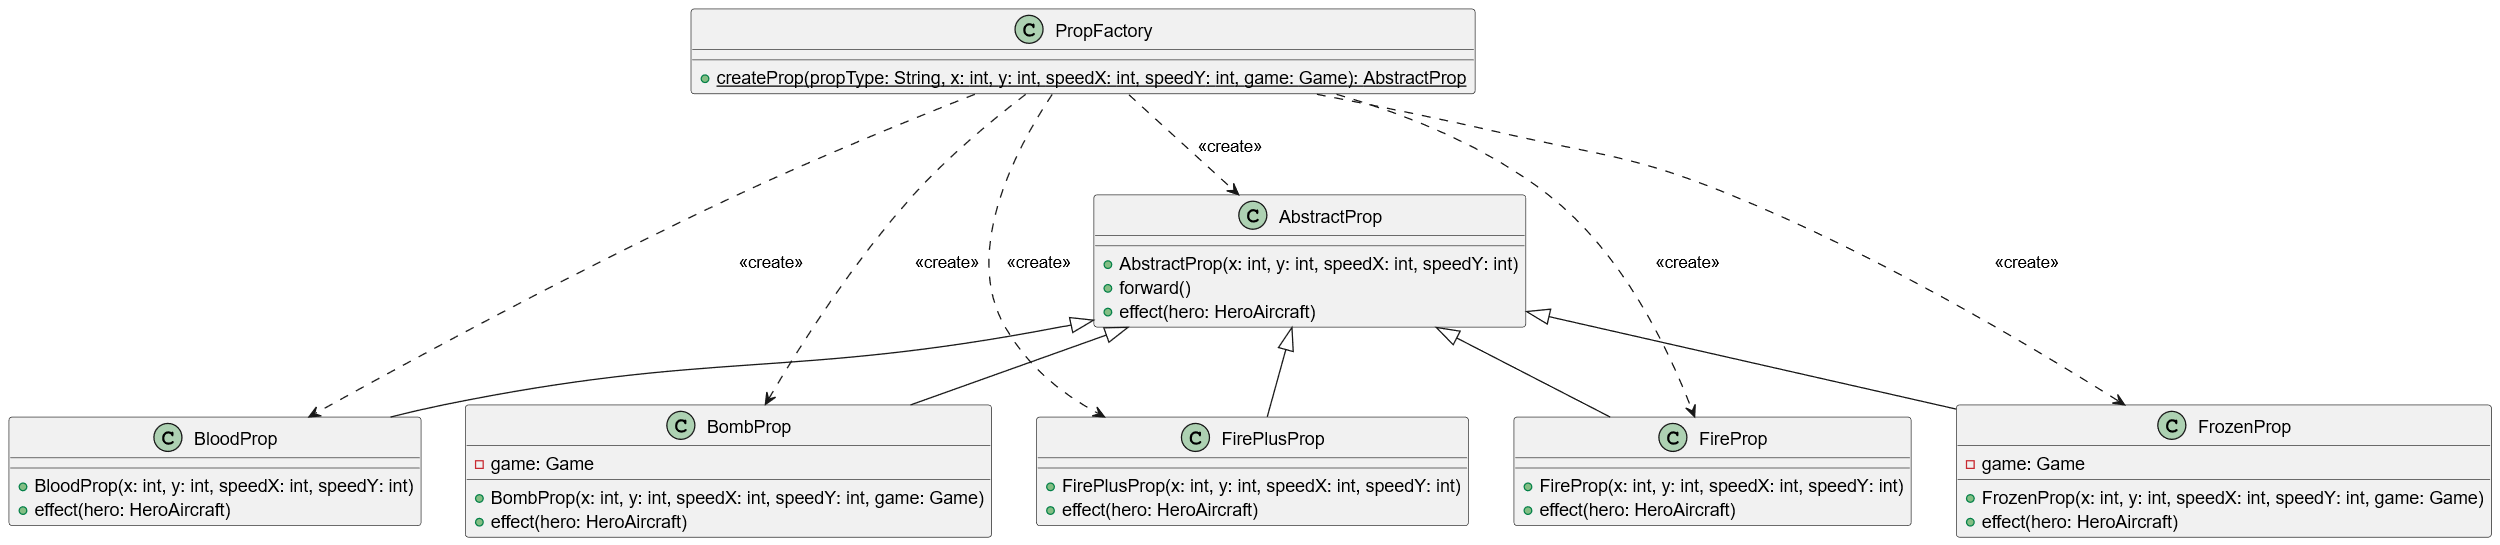 C PropFactory
createProp(propType: String, x: int, y: int, speedX: int, speedY: int, game: Game): AbstractProp
«create»
«create»
«create»
«create»
«create»
«create»
C AbstractProp
AbstractProp(x: int, y: int, speedX: int, speedY: int)
forward()
effect(hero: HeroAircraft)
C BloodProp
BloodProp(x: int, y: int, speedX: int, speedY: int)
effect(hero: HeroAircraft)
C BombProp
game: Game
BombProp(x: int, y: int, speedX: int, speedY: int, game: Game)
effect(hero: HeroAircraft)
C FirePlusProp
FirePlusProp(x: int, y: int, speedX: int, speedY: int)
effect(hero: HeroAircraft)
C FireProp
FireProp(x: int, y: int, speedX: int, speedY: int)
effect(hero: HeroAircraft)
C FrozenProp
game: Game
FrozenProp(x: int, y: int, speedX: int, speedY: int, game: Game)
effect(hero: HeroAircraft)